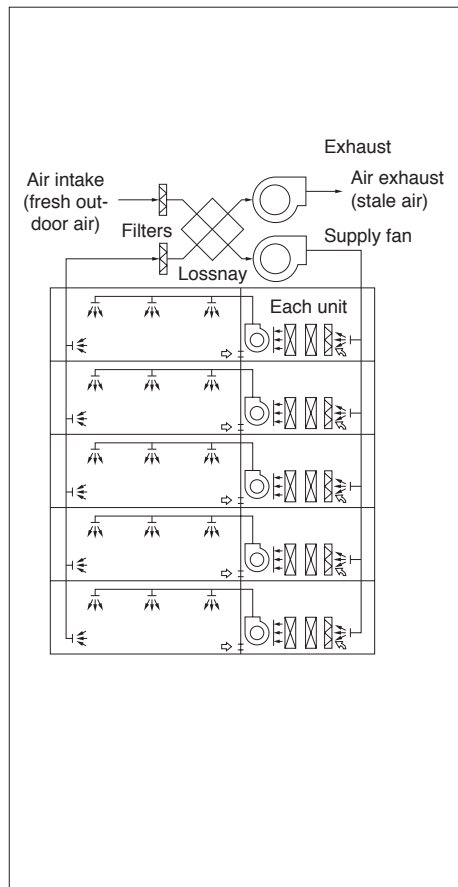 Exhaust
Air intake
(fresh out-
door air)
Air exhaust
(stale air)
Filters
Supply fan
Lossnay
Each unit